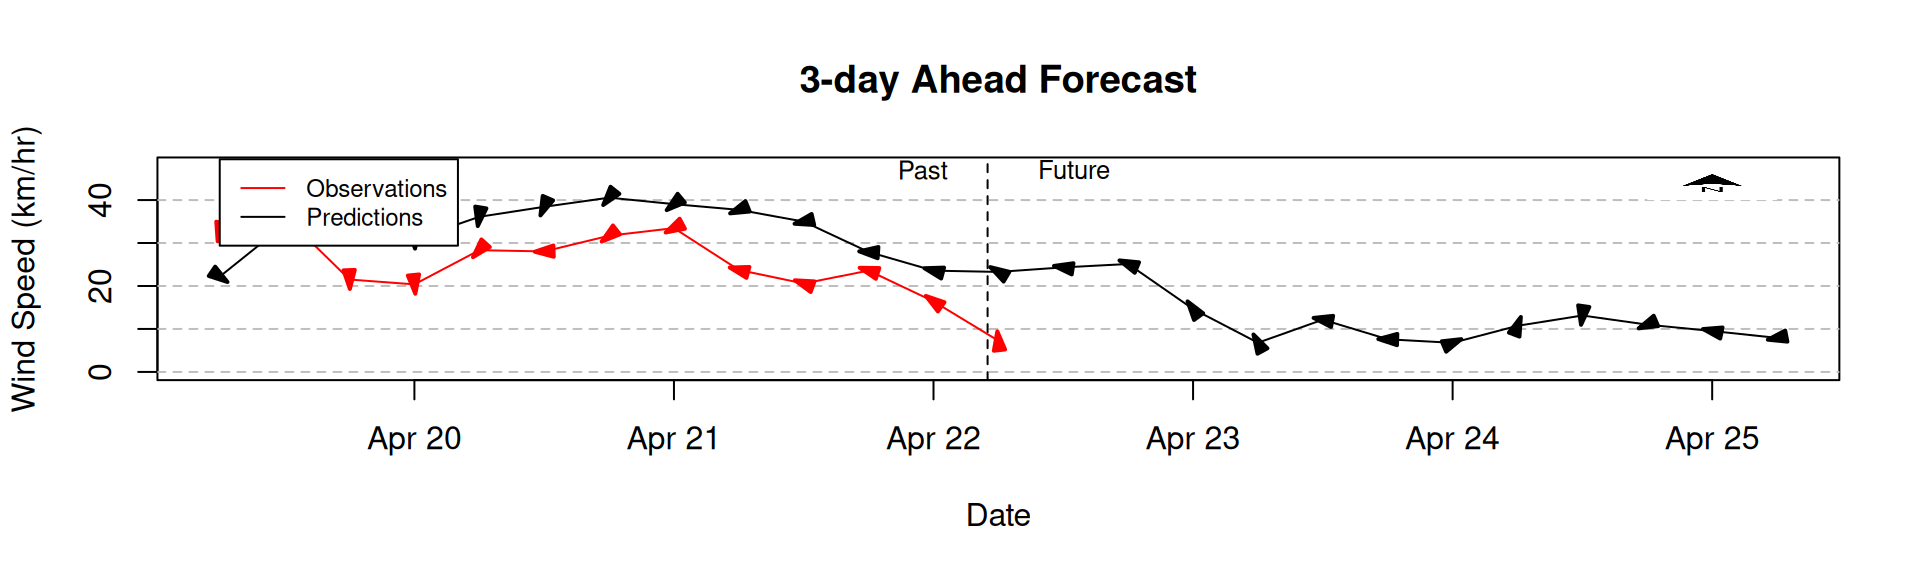 3-day Ahead Forecast
Wind Speed (km/hr)
40
20
0
Observations
Predictions
Past
Future
N
Apr 20
Apr 21
Apr 22
Apr 23
Apr 24
Apr 25
Date